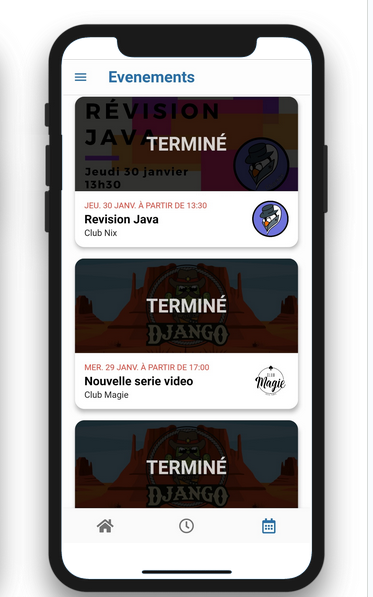 Evenements
RÉVISION
JAVA
TERMINÉ
Jeudi 30 janvier
13h30
JEU. 30 JANV. À PARTIR DE 13:30
Revision Java
Club Nix
TERMINÉ
DJANGO
MER. 29 JANV. À PARTIR DE 17:00
Nouvelle serie video
Club Magie
CLUB
Magie
TERMINÉ
DJANGO